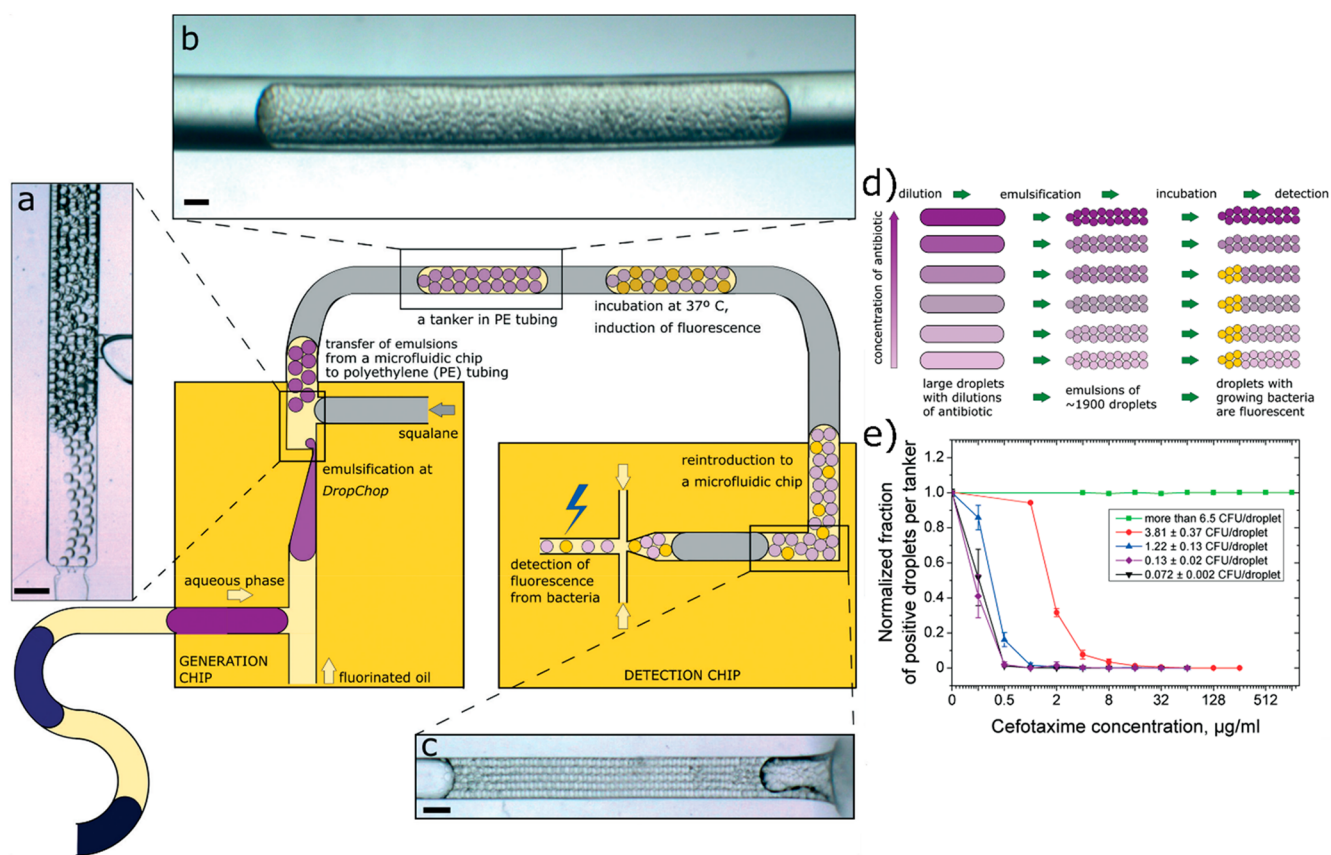 b
a
transfer of emulsions
from a microfluidic chip
to polyethylene (PE) tubing
a tanker in PE tubing
incubation at 37º C,
induction of fluorescence
squalane
emulsification at
DropChop
aqueous phase
GENERATION
CHIP
fluorinated oil
reintroduction to
a microfluidic chip
detection of
fluorescence
from bacteria
DETECTION CHIP
c
d)
dilution
emulsification
incubation
detection
concentration of antibiotic
large droplets
with dilutions
of antibiotic
emulsions of
~1900 droplets
droplets with
growing bacteria
are fluorescent
e)
Normalized fraction
of positive droplets per tanker
1.2
1.0
0.8
0.6
0.4
0.2
0
more than 6.5 CFU/droplet
3.81 ± 0.37 CFU/droplet
1.22 ± 0.13 CFU/droplet
0.13 ± 0.02 CFU/droplet
0.072 ± 0.002 CFU/droplet
0 0.5 2 8 32 128 512
Cefotaxime concentration, µg/ml